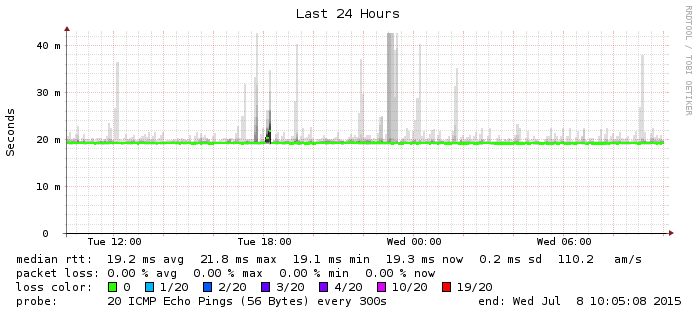 Last 24 Hours
RRDTOOL / TOBI OETIKER
Seconds
40 m
30 m
20 m
10 m
0
Tue 12:00 Tue 18:00 Wed 00:00 Wed 06:00
median rtt: 19.2 ms avg 21.8 ms max 19.1 ms min 19.3 ms now 0.2 ms sd 110.2 am/s
packet loss: 0.00 % avg 0.00 % max 0.00 % min 0.00 % now
loss color: 0 1/20 2/20 3/20 4/20 10/20 19/20
probe: 20 ICMP Echo Pings (56 Bytes) every 300s end: Wed Jul 8 10:05:08 2015